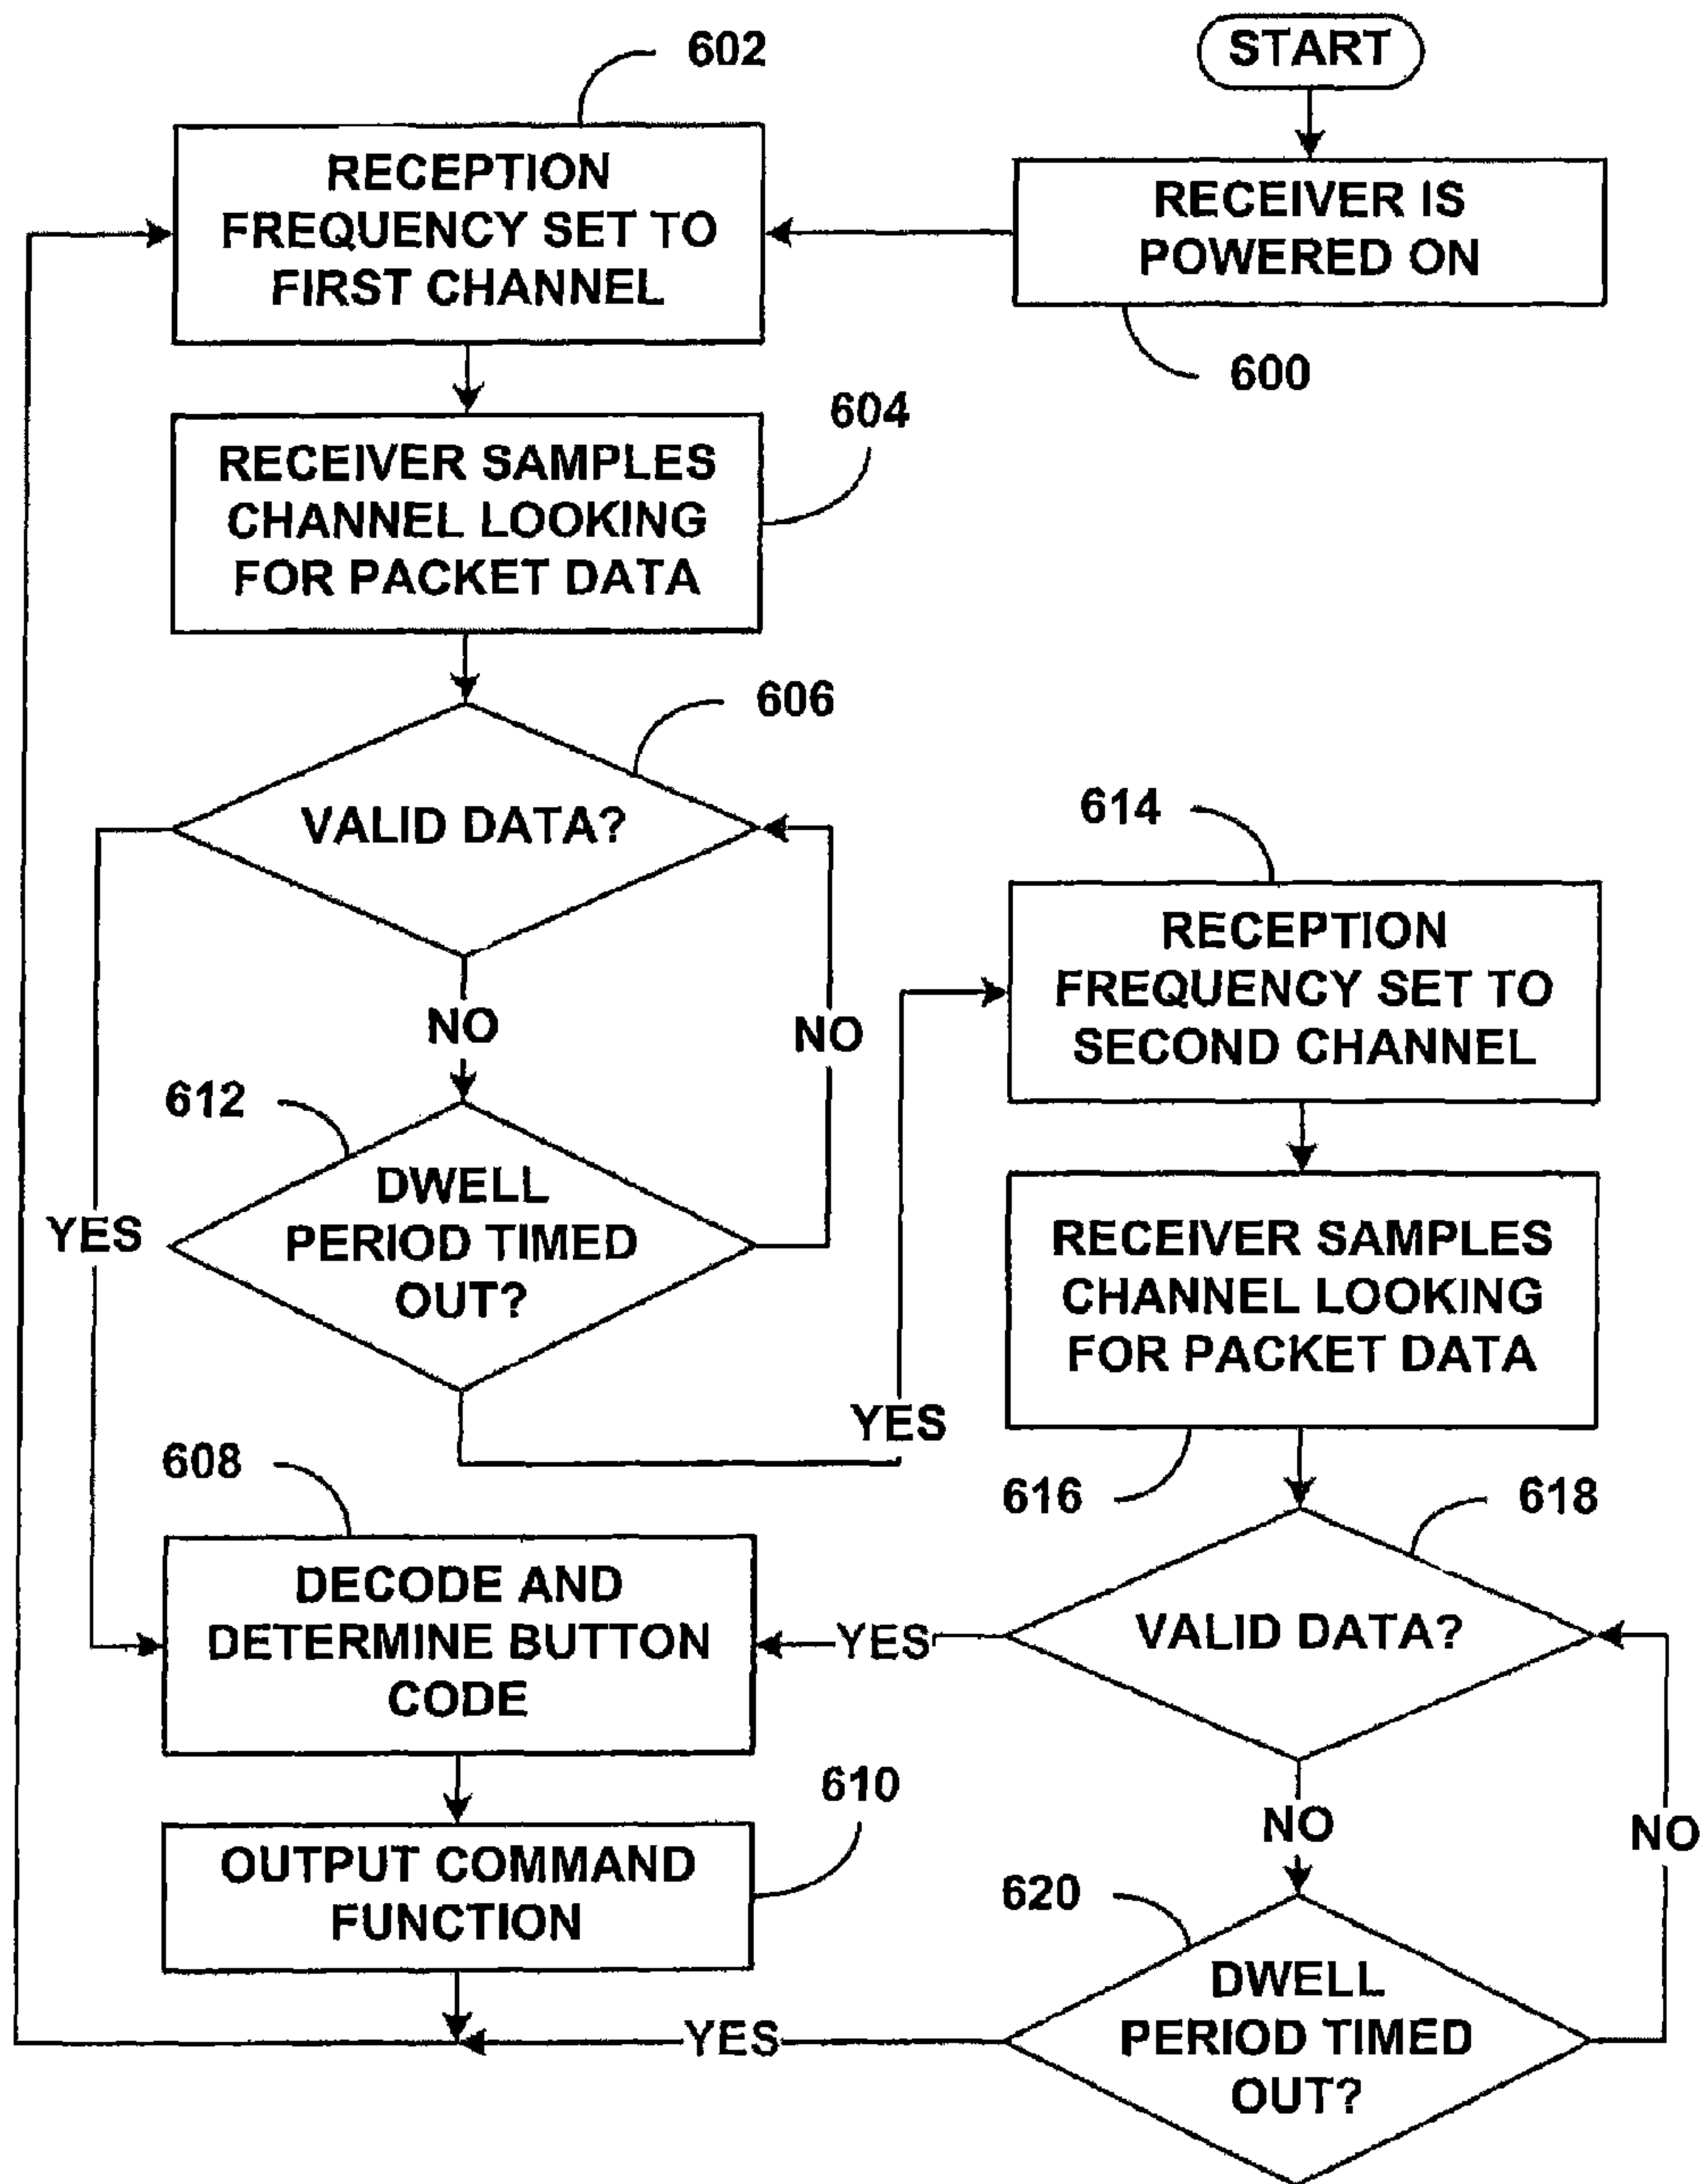 START
RECEIVER IS
POWERED ON
600
602
RECEPTION
FREQUENCY SET TO
FIRST CHANNEL
604
RECEIVER SAMPLES
CHANNEL LOOKING
FOR PACKET DATA
606
VALID DATA?
YES
NO
NO
612
DWELL
PERIOD TIMED
OUT?
YES
608
DECODE AND
DETERMINE BUTTON
CODE
610
OUTPUT COMMAND
FUNCTION
614
RECEPTION
FREQUENCY SET TO
SECOND CHANNEL
RECEIVER SAMPLES
CHANNEL LOOKING
FOR PACKET DATA
616
618
VALID DATA?
YES
NO
NO
620
DWELL
PERIOD TIMED
OUT?
YES